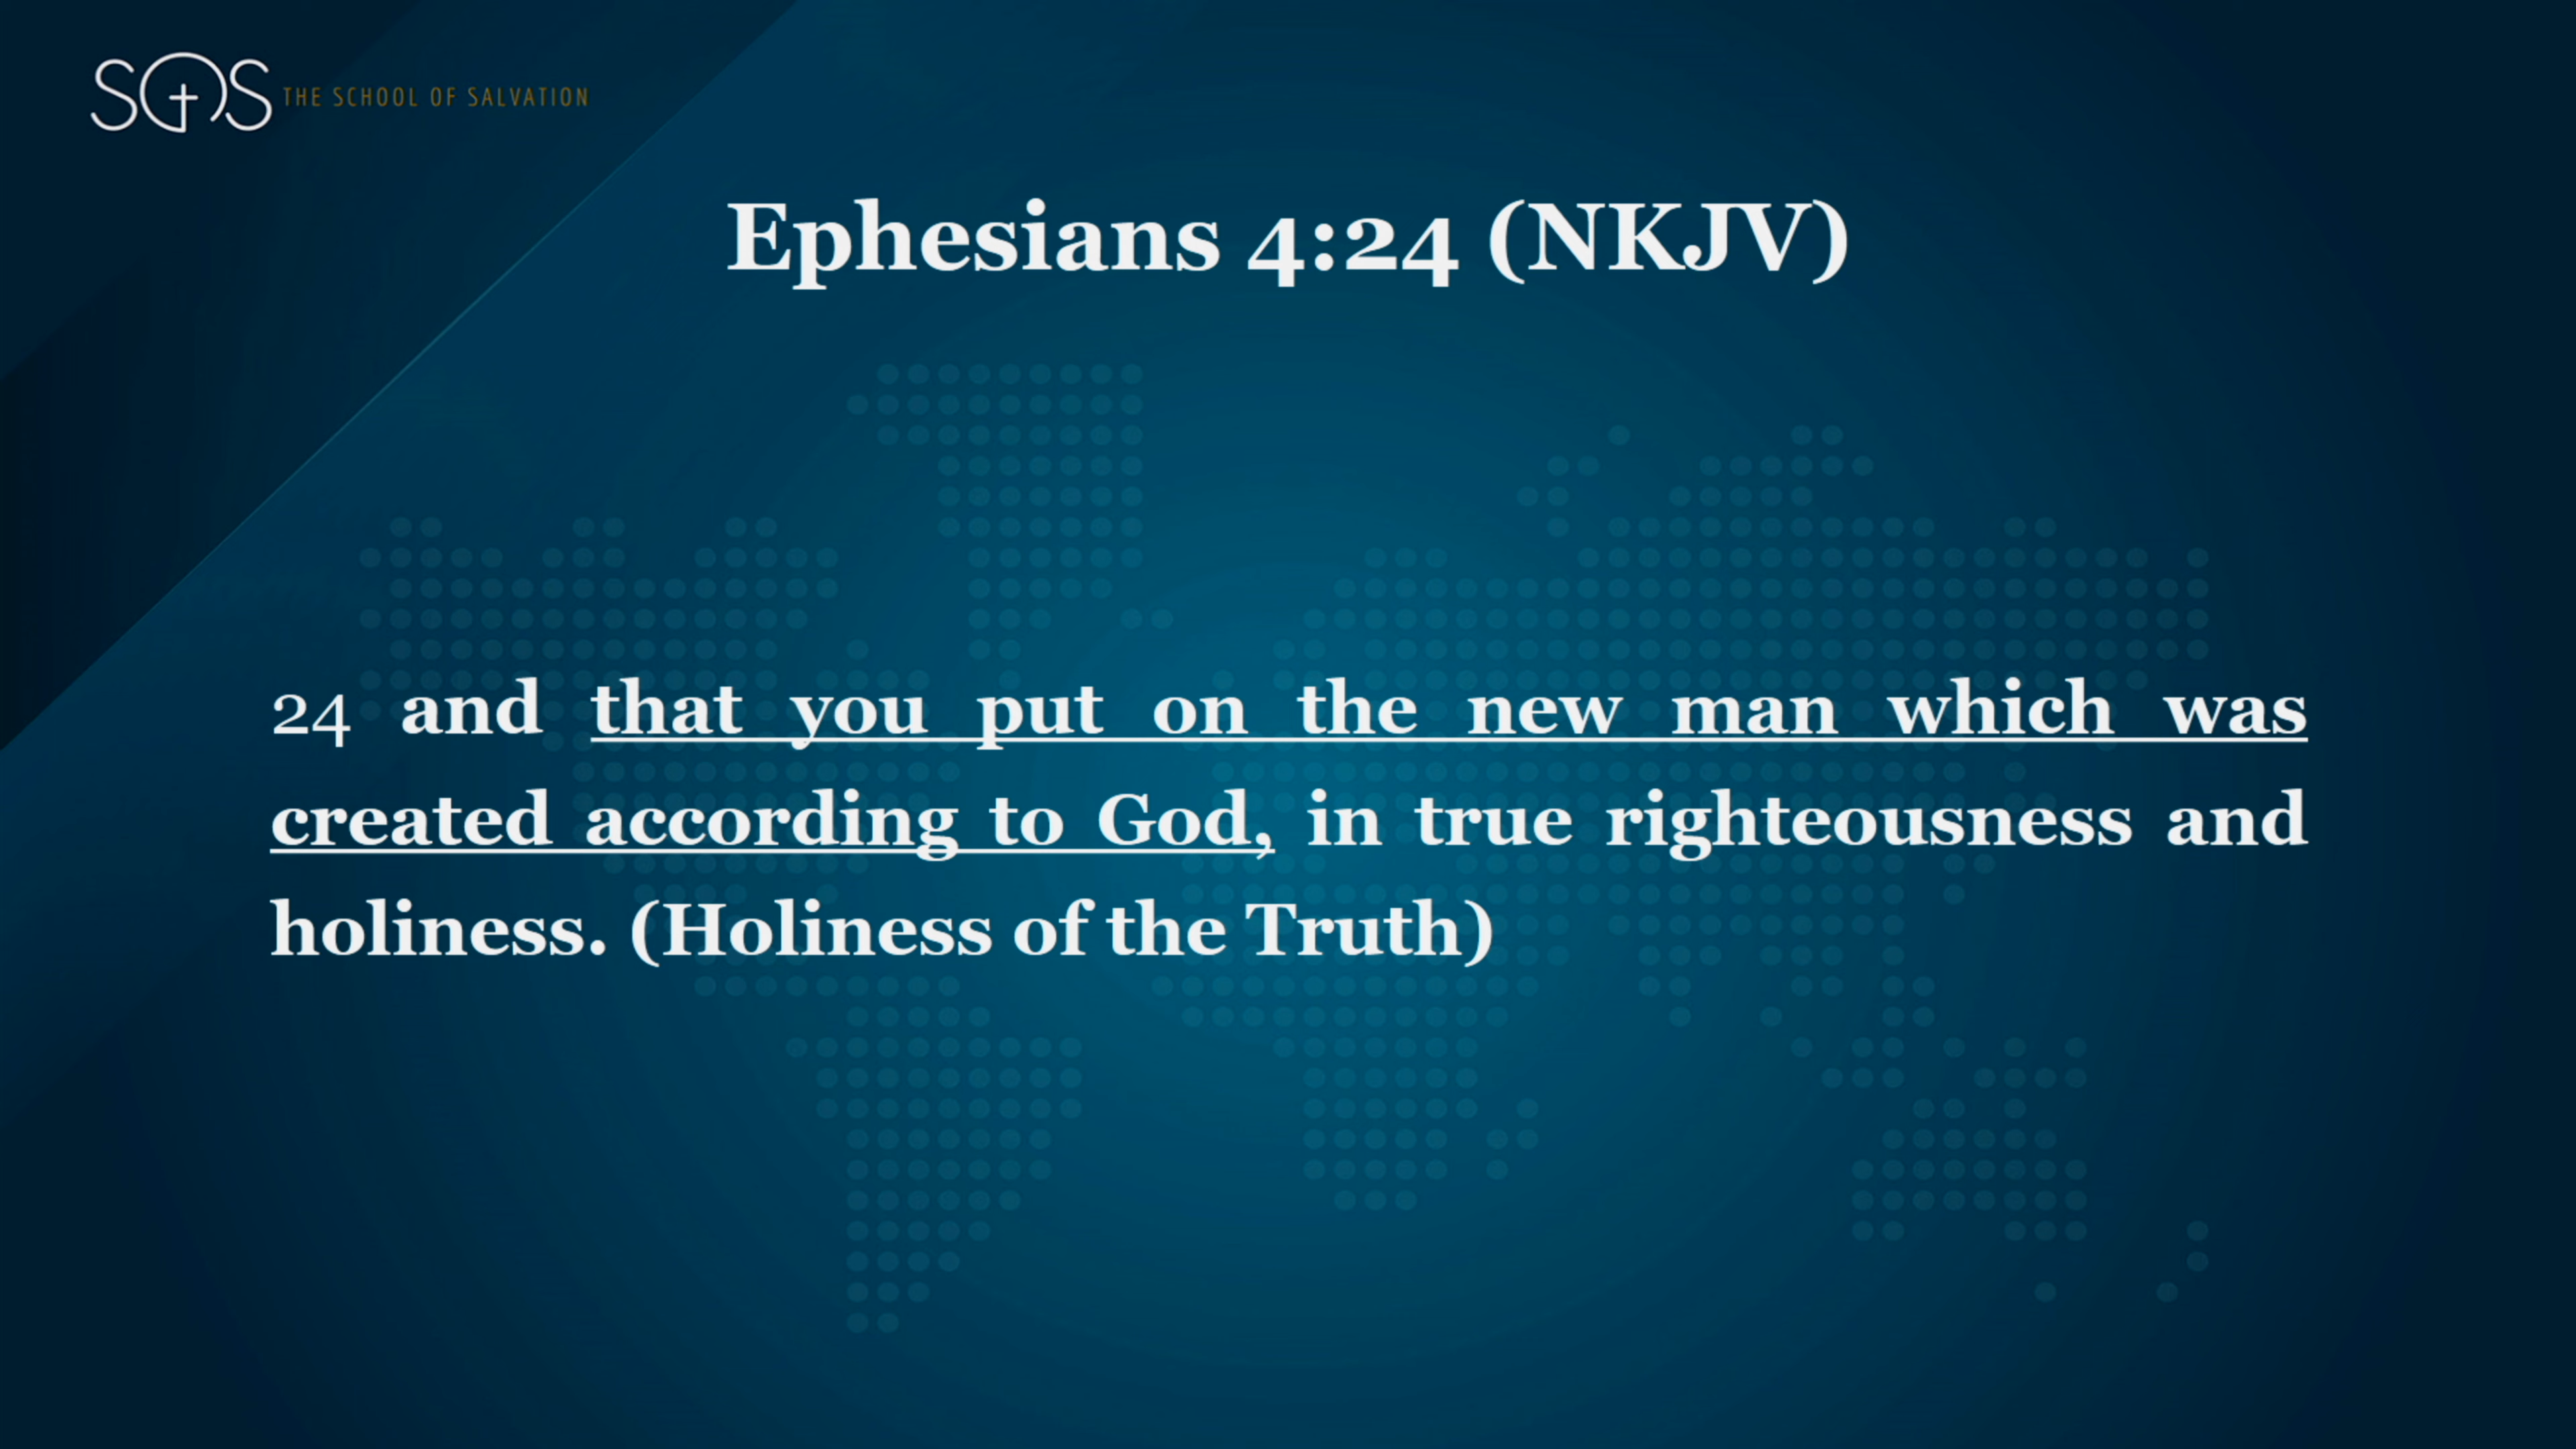 SOS THE SCHOOL OF SALVATION
Ephesians 4:24 (NKJV)
24 and that you put on the new man which was
created according to God, in true righteousness and
holiness. (Holiness of the Truth)